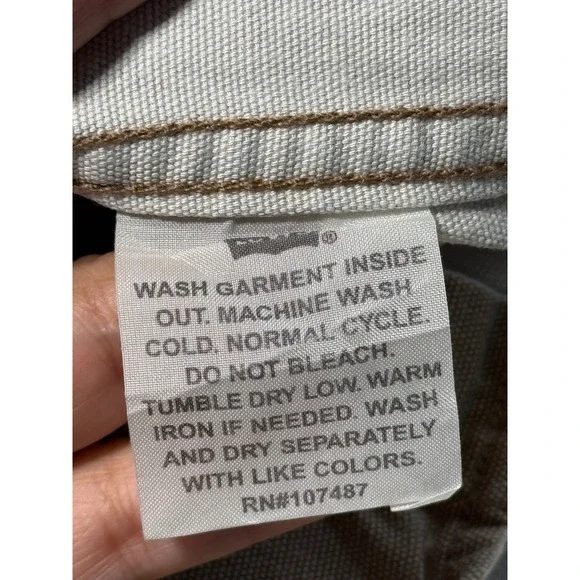 ®
WASH GARMENT INSIDE
OUT. MACHINE WASH
COLD. NORMAL CYCLE.
DO NOT BLEACH.
TUMBLE DRY LOW. WARM
IRON IF NEEDED. WASH
AND DRY SEPARATELY
WITH LIKE COLORS.
RN#107487